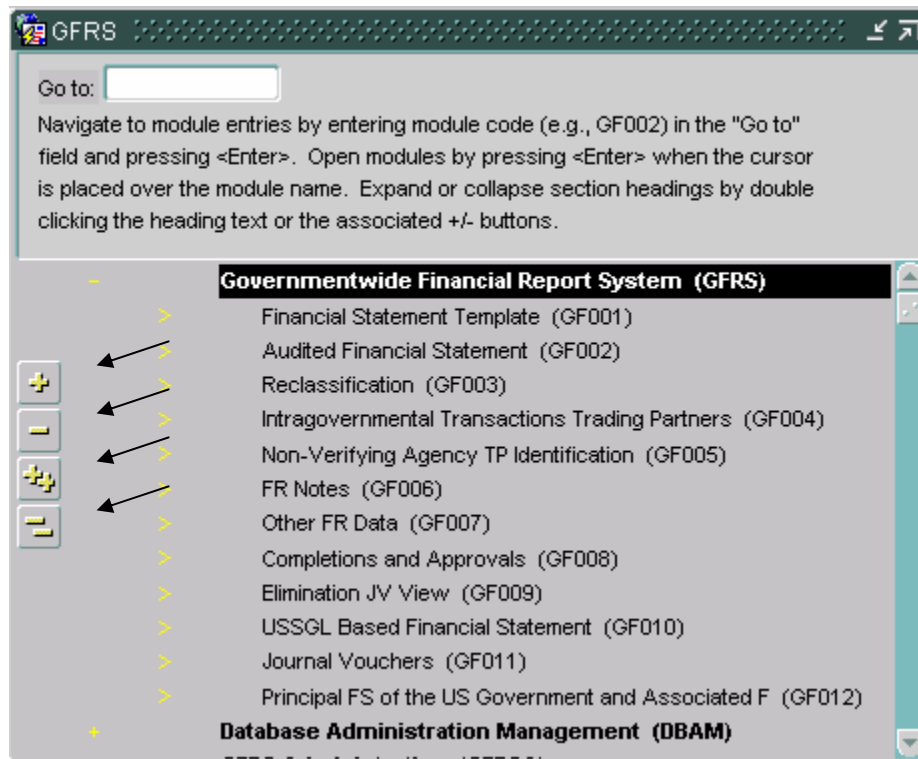 GFRS
Go to:
Navigate to module entries by entering module code (e.g., GF002) in the "Go to"
field and pressing <Enter>. Open modules by pressing <Enter> when the cursor
is placed over the module name. Expand or collapse section headings by double
clicking the heading text or the associated +/- buttons.
- Governmentwide Financial Report System (GFRS)
> Financial Statement Template (GF001)
> Audited Financial Statement (GF002)
> Reclassification (GF003)
> Intragovernmental Transactions Trading Partners (GF004)
> Non-Verifying Agency TP Identification (GF005)
> FR Notes (GF006)
> Other FR Data (GF007)
> Completions and Approvals (GF008)
> Elimination JV View (GF009)
> USSGL Based Financial Statement (GF010)
> Journal Vouchers (GF011)
> Principal FS of the US Government and Associated F (GF012)
+ Database Administration Management (DBAM)